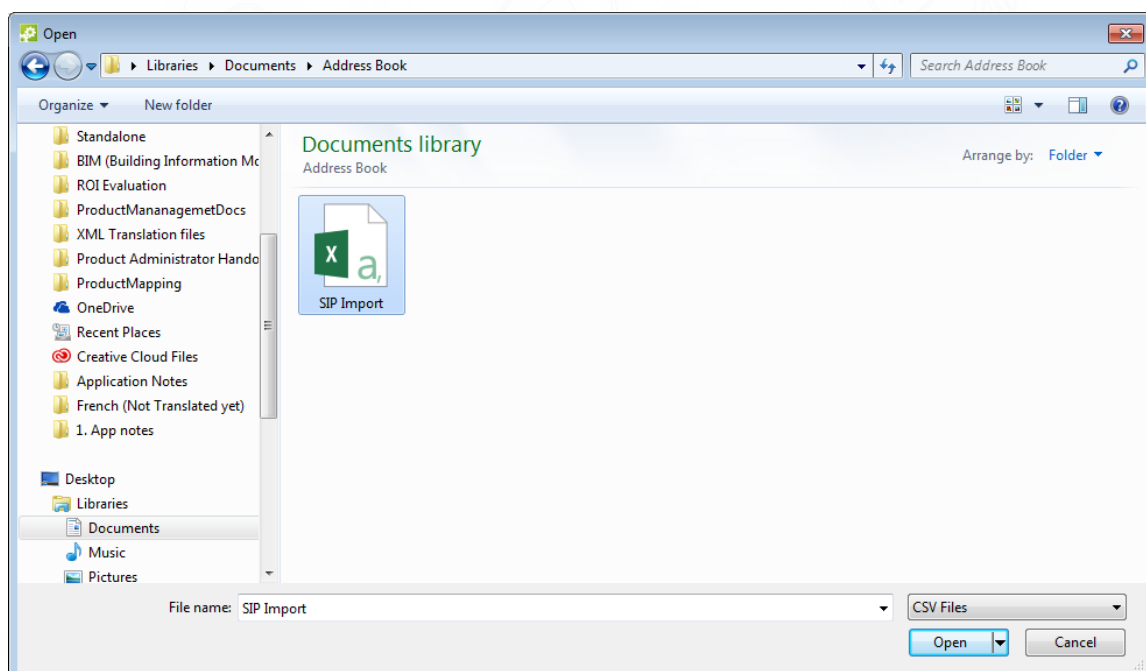 Open
Libraries Documents Address Book
Search Address Book
Organize New folder
Standalone
BIM (Building Information Mo
ROI Evaluation
ProductMananagemetDocs
XML Translation files
Product Administrator Hando
ProductMapping
OneDrive
Recent Places
Creative Cloud Files
Application Notes
French (Not Translated yet)
1. App notes
Desktop
Libraries
Documents
Music
Pictures
Documents library
Address Book
Arrange by: Folder
X a,
SIP Import
File name: SIP Import
CSV Files
Open Cancel